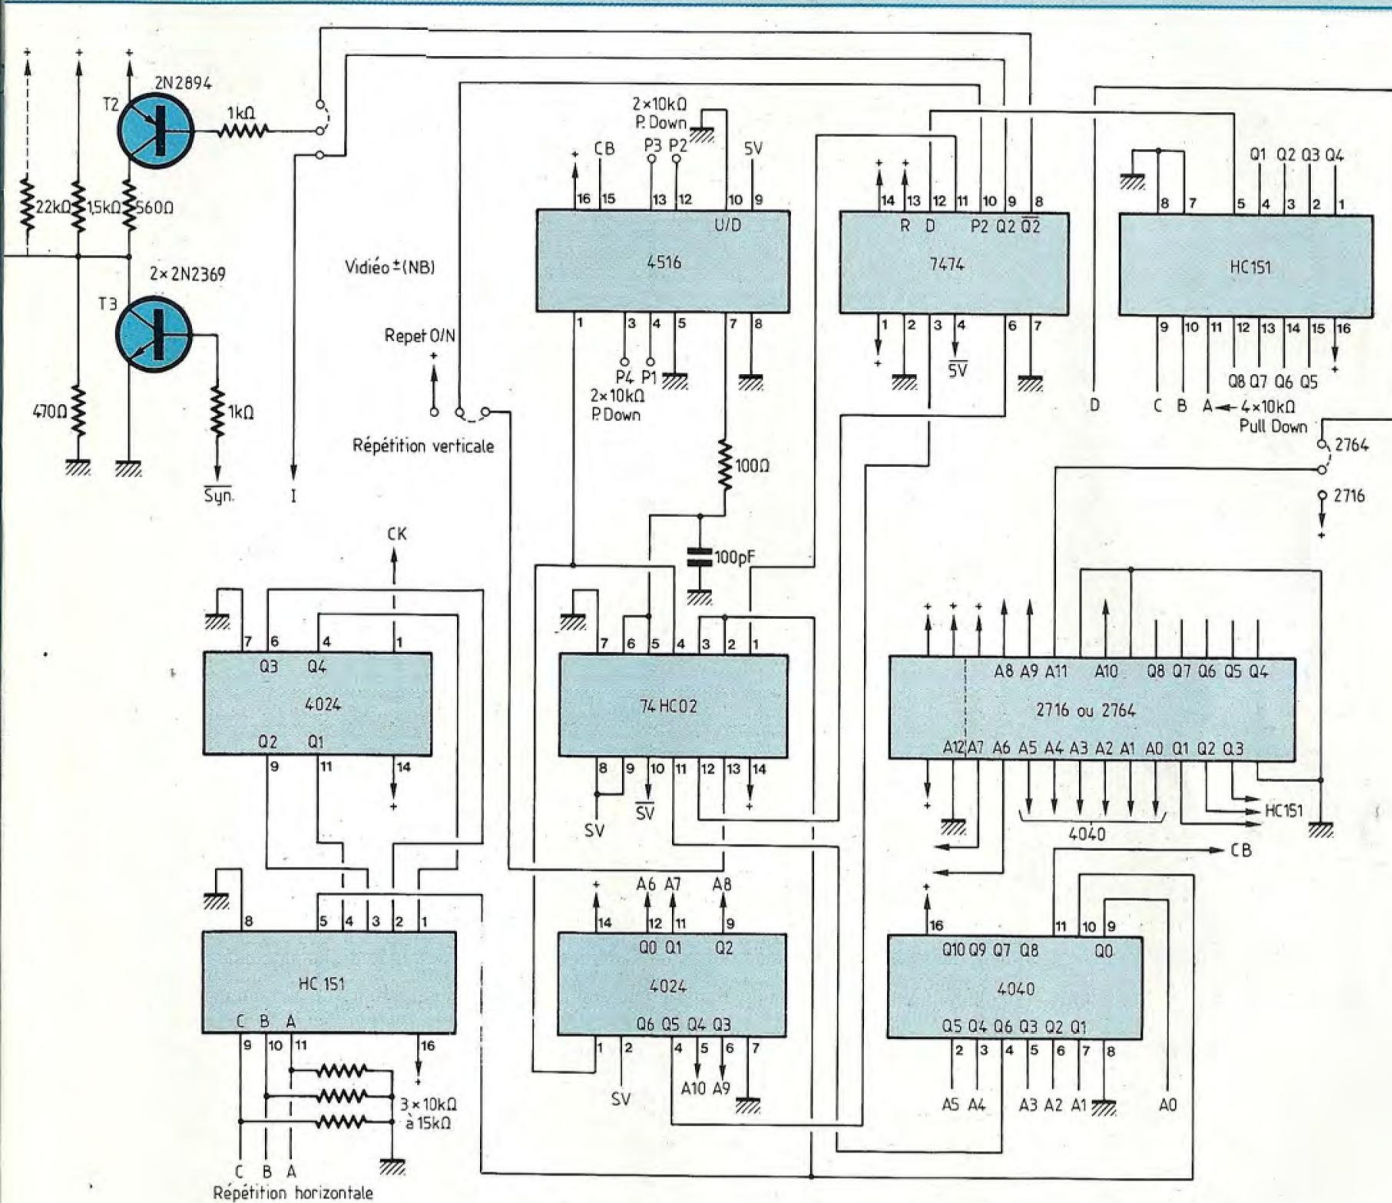 + + +
2N2894
T2
1kΩ
22kΩ 1,5kΩ 560Ω
2×2N2369
T3
470Ω
1kΩ
Syn.
I
Vidiéo ± (NB)
Repet O/N
+
Répétition verticale
2×10kΩ
P. Down
+ CB P3 P2 5V
16 15 13 12 10 9
U/D
4516
1 3 4 5 7 8
P4 P1
2×10kΩ
P. Down
100Ω
100pF
+ +
14 13 12 11 10 9 8
R D P2 Q2 Q2
7474
1 2 3 4 6 7
+
5V
Q1 Q2 Q3 Q4
8 7 5 4 3 2 1
HC151
9 10 11 12 13 14 15 16
Q8 Q7 Q6 Q5 +
D C B A ← 4×10kΩ
Pull Down
2764
2716
+
CK
7 6 4 1
Q3 Q4
4024
Q2 Q1
9 11 14
+
7 6 5 4 3 2 1
74HC02
8 9 10 11 12 13 14
SV SV +
+ + +
A8 A9 A11 A10 Q8 Q7 Q6 Q5 Q4
2716 ou 2764
A12 A7 A6 A5 A4 A3 A2 A1 A0 Q1 Q2 Q3
+
4040
HC151
CB
8 5 4 3 2 1
HC 151
C B A
9 10 11 16
+
3×10kΩ
à 15kΩ
C B A
Répétition horizontale
+ A6 A7 A8
14 12 11 9
Q0 Q1 Q2
4024
Q6 Q5 Q4 Q3
1 2 4 5 6 7
SV A10 A9
+
16 11 10 9
Q10 Q9 Q7 Q8 Q0
4040
Q5 Q4 Q6 Q3 Q2 Q1
2 3 4 5 6 7 8
A5 A4 A3 A2 A1 A0